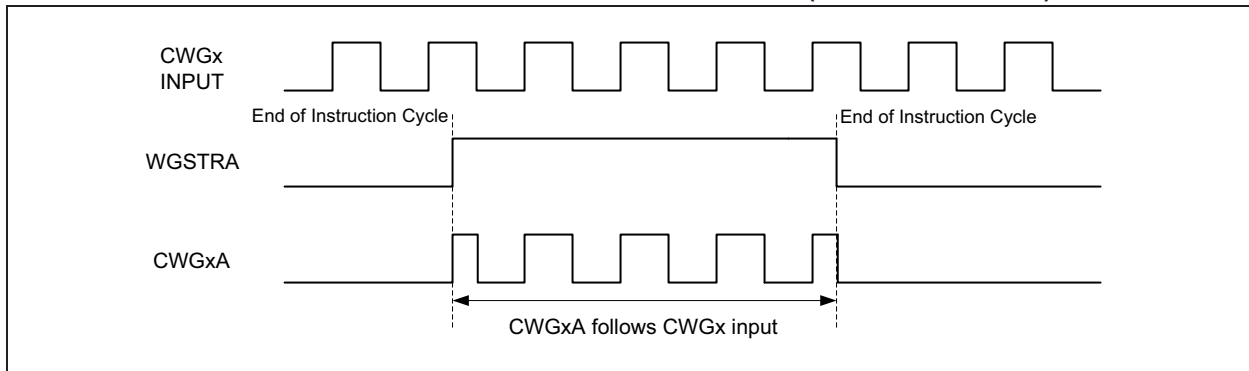 CWGx
INPUT
End of Instruction Cycle
End of Instruction Cycle
WGSTRA
CWGxA
CWGxA follows CWGx input